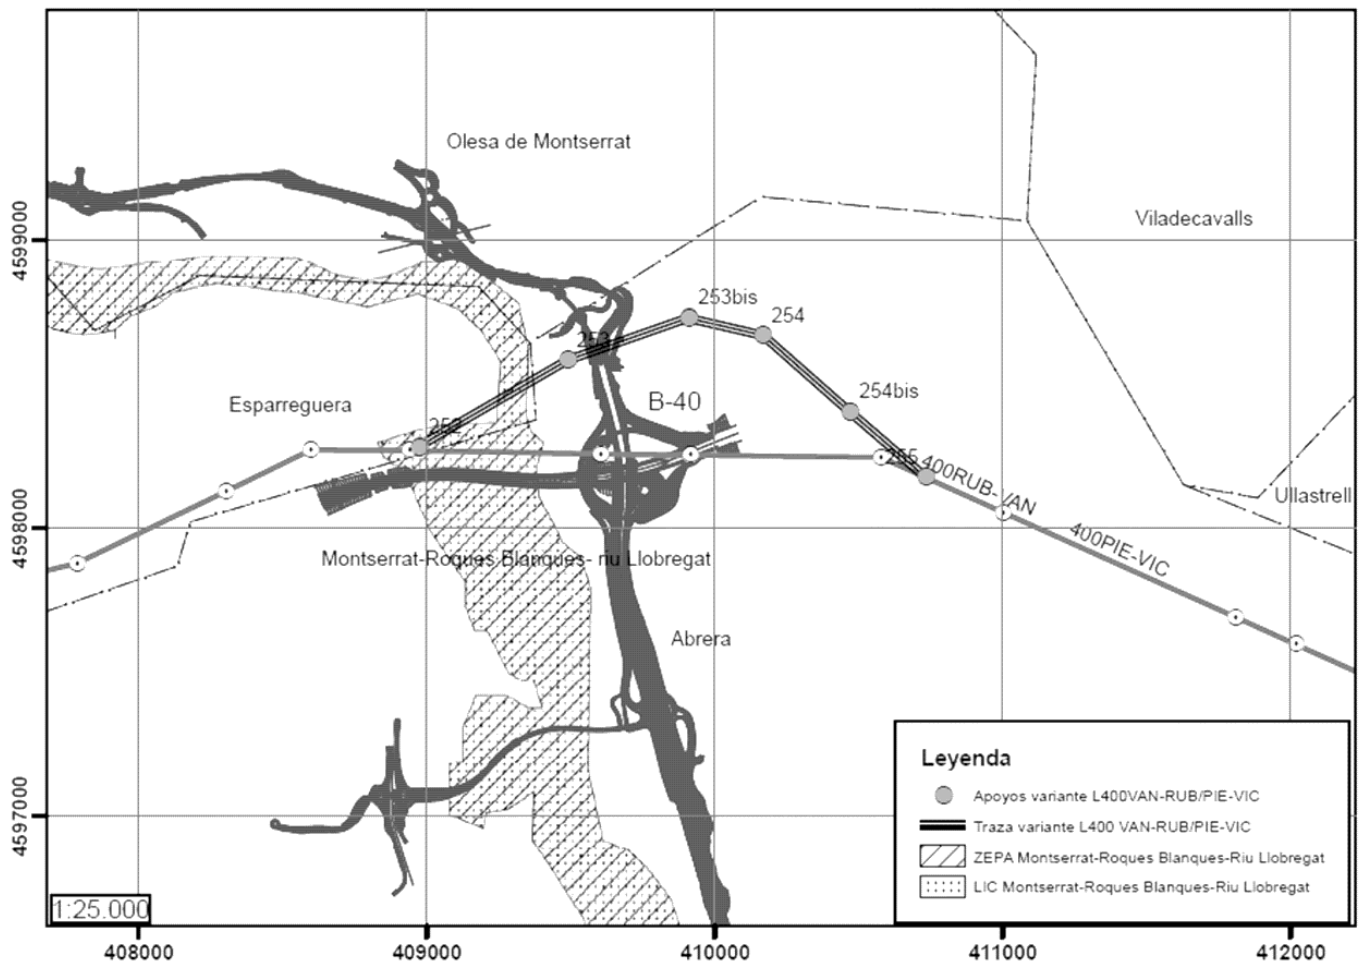 Olesa de Montserrat
Viladecavalls
4599000
253bis
254
253
254bis
Esparreguera
B-40
252
255
400RUB-VAN
Ullastrell
4598000
400PIE-VIC
Montserrat-Roques Blanques- riu Llobregat
Abrera
4597000
Leyenda
Apoyos variante L400VAN-RUB/PIE-VIC
Traza variante L400 VAN-RUB/PIE-VIC
ZEPA Montserrat-Roques Blanques-Riu Llobregat
LIC Montserrat-Roques Blanques-Riu Llobregat
1:25.000
408000
409000
410000
411000
412000